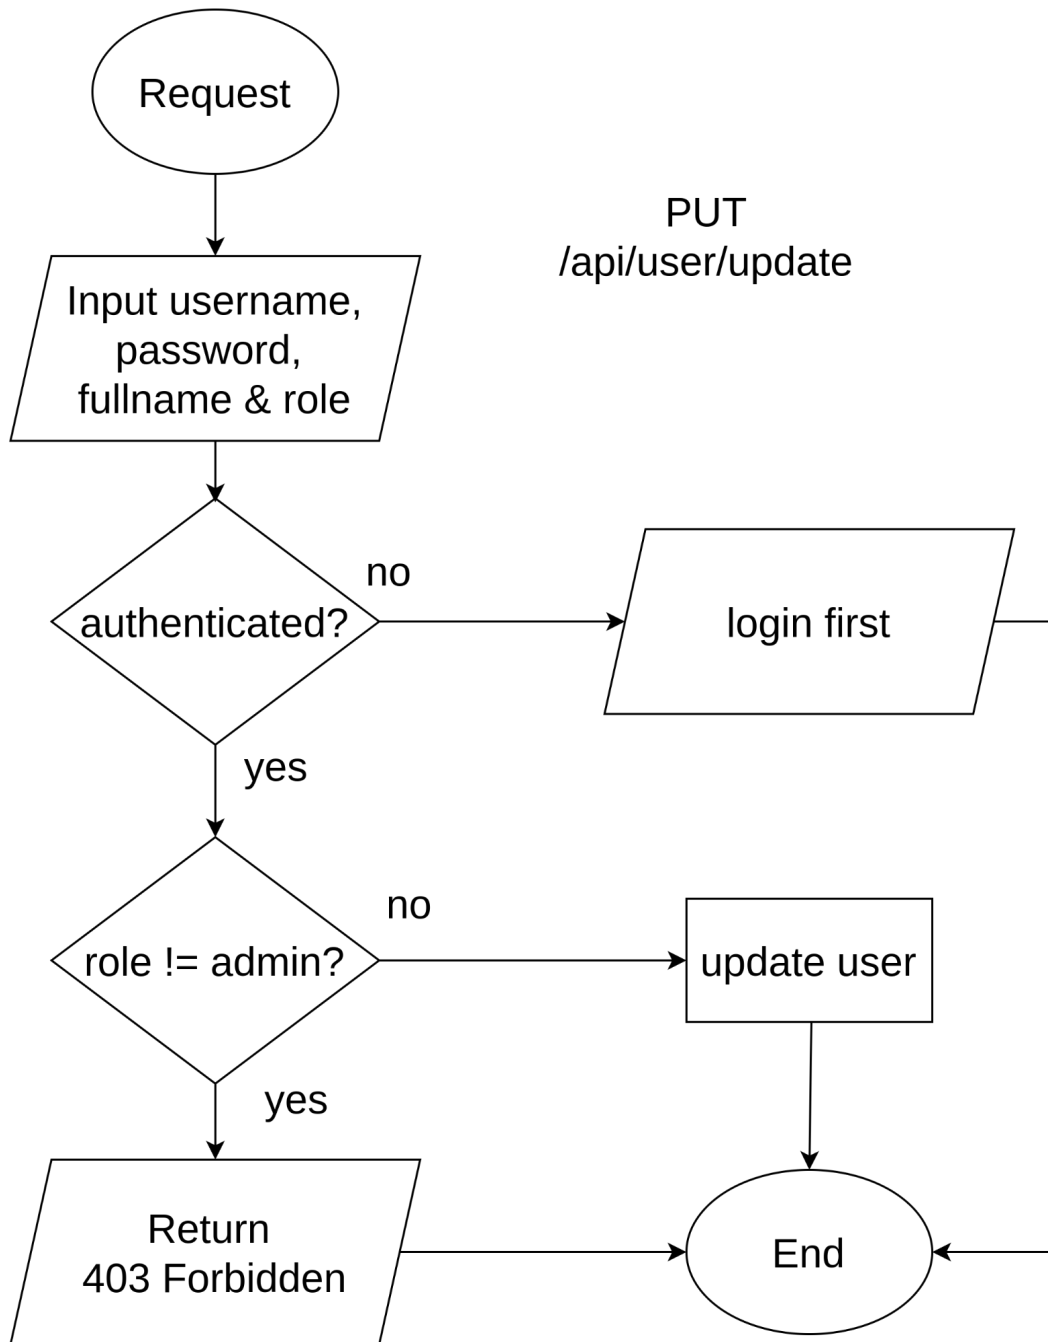 Request
PUT
/api/user/update
Input username,
password,
fullname & role
authenticated?
no
login first
yes
role != admin?
no
update user
yes
Return
403 Forbidden
End